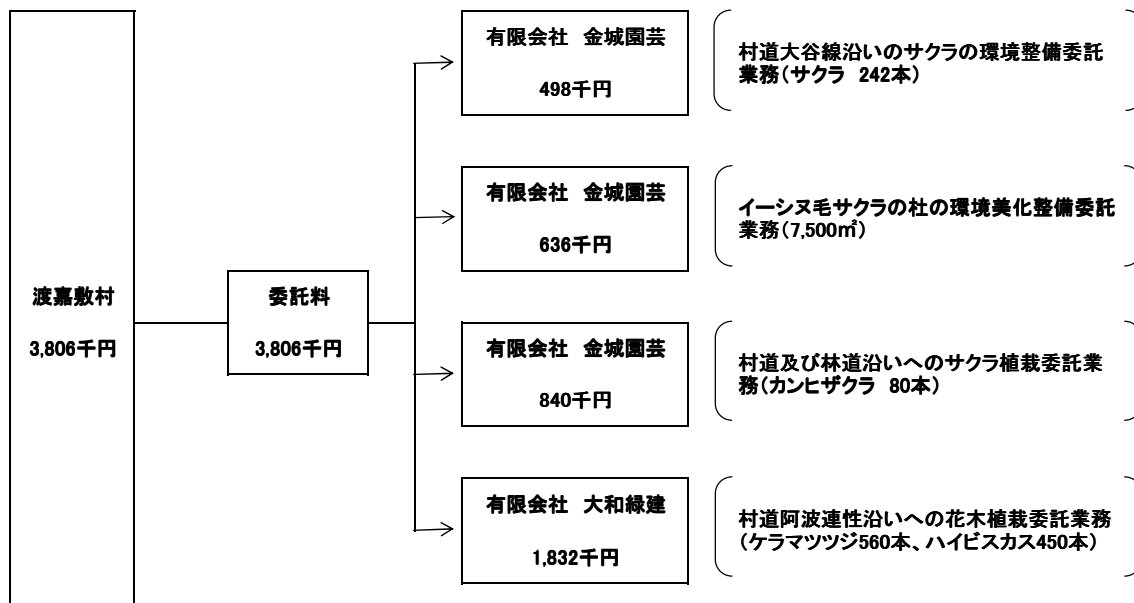 渡嘉敷村
3,806千円
委託料
3,806千円
有限会社 金城園芸
498千円
村道大谷線沿いのサクラの環境整備委託
業務(サクラ 242本)
有限会社 金城園芸
636千円
イーシヌ毛サクラの杜の環境美化整備委託
業務(7,500㎡)
有限会社 金城園芸
840千円
村道及び林道沿いへのサクラ植栽委託業
務(カンヒザクラ 80本)
有限会社 大和緑建
1,832千円
村道阿波連性沿いへの花木植栽委託業務
(ケラマツツジ560本、ハイビスカス450本)